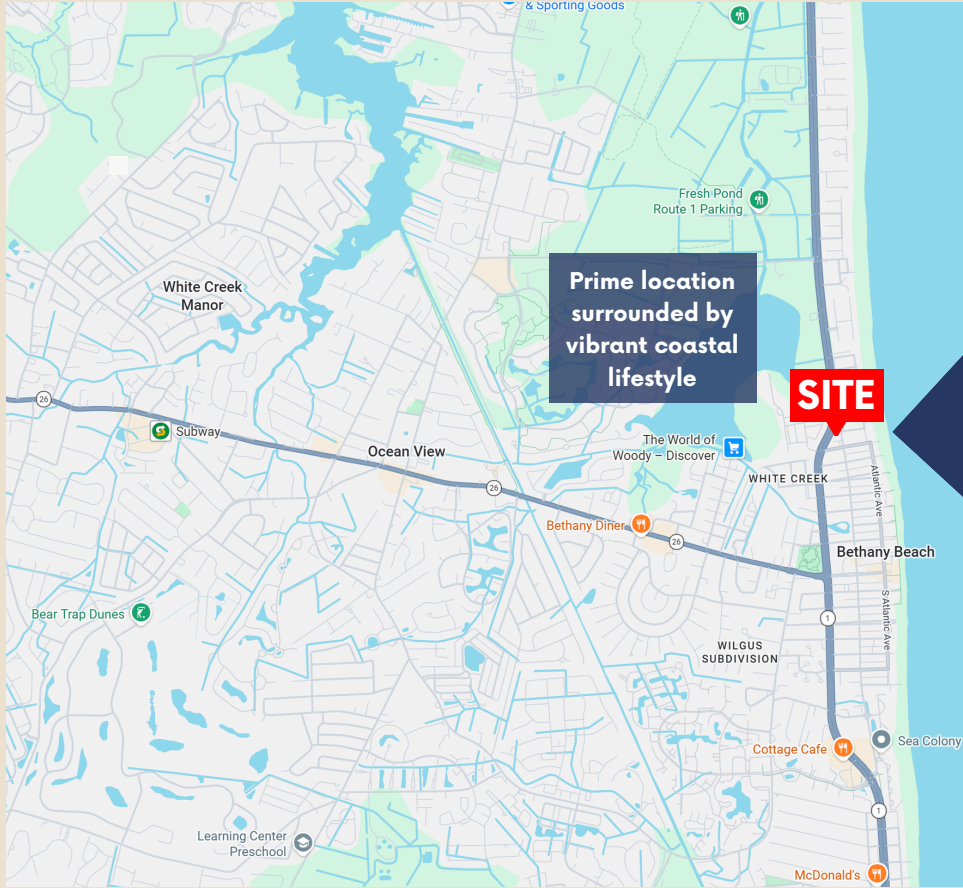 & Sporting Goods
Fresh Pond
Route 1 Parking
Prime location
surrounded by
vibrant coastal
lifestyle
White Creek
Manor
SITE
26
Subway
Ocean View
The World of
Woody – Discover
WHITE CREEK
Atlantic Ave
26
Bethany Diner
26
Bethany Beach
S Atlantic Ave
Bear Trap Dunes
1
WILGUS
SUBDIVISION
Cottage Cafe
Sea Colony
1
Learning Center
Preschool
McDonald's